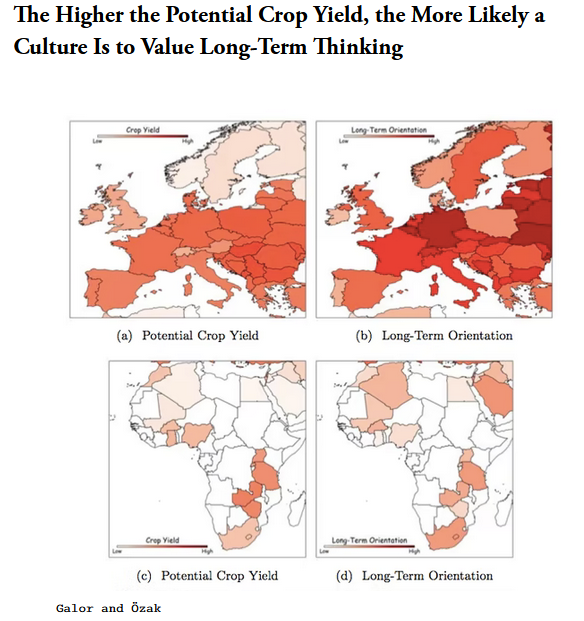 The Higher the Potential Crop Yield, the More Likely a
Culture Is to Value Long-Term Thinking
Crop Yield
Low High
Long-Term Orientation
Low High
(a) Potential Crop Yield
(b) Long-Term Orientation
Crop Yield
Low High
Long-Term Orientation
Low High
(c) Potential Crop Yield
(d) Long-Term Orientation
Galor and Özak